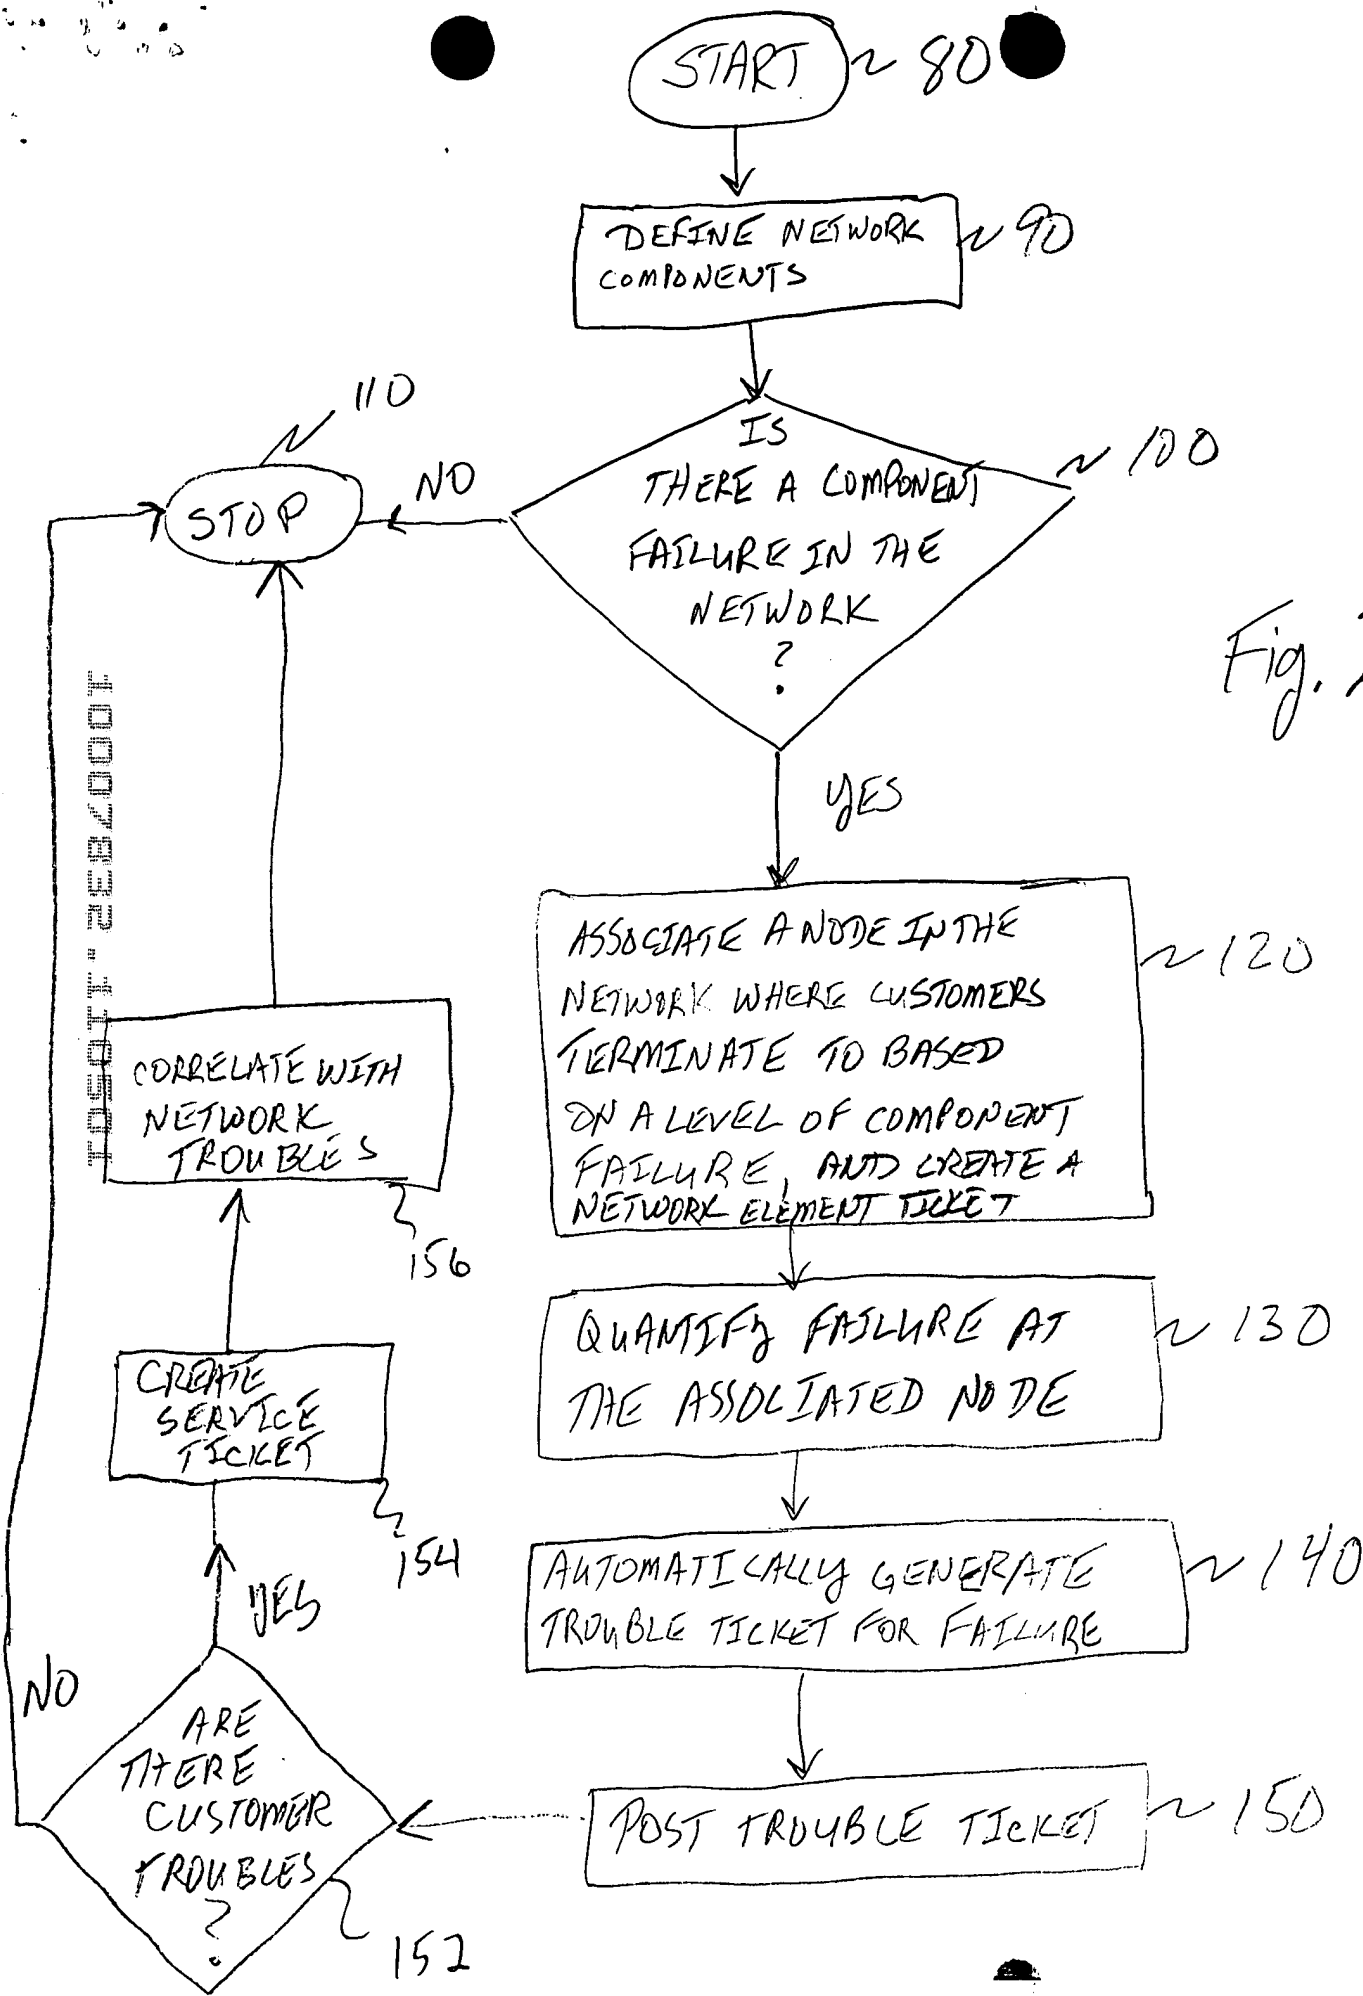 START 80
DEFINE NETWORK 90
COMPONENTS
110
STOP
NO
IS
THERE A COMPONENT
FAILURE IN THE
NETWORK
?
100
Fig.
YES
ASSOCIATE A NODE IN THE
NETWORK WHERE CUSTOMERS
TERMINATE TO BASED
ON A LEVEL OF COMPONENT
FAILURE, AND CREATE A
NETWORK ELEMENT TICKET
120
QUANTIFY FAILURE AT
THE ASSOCIATED NODE
130
AUTOMATICALLY GENERATE
TROUBLE TICKET FOR FAILURE
140
POST TROUBLE TICKET
150
ARE
THERE
CUSTOMER
TROUBLES
?
152
NO
YES
CREATE
SERVICE
TICKET
154
CORRELATE WITH
NETWORK
TROUBLES
156
10007832.110501